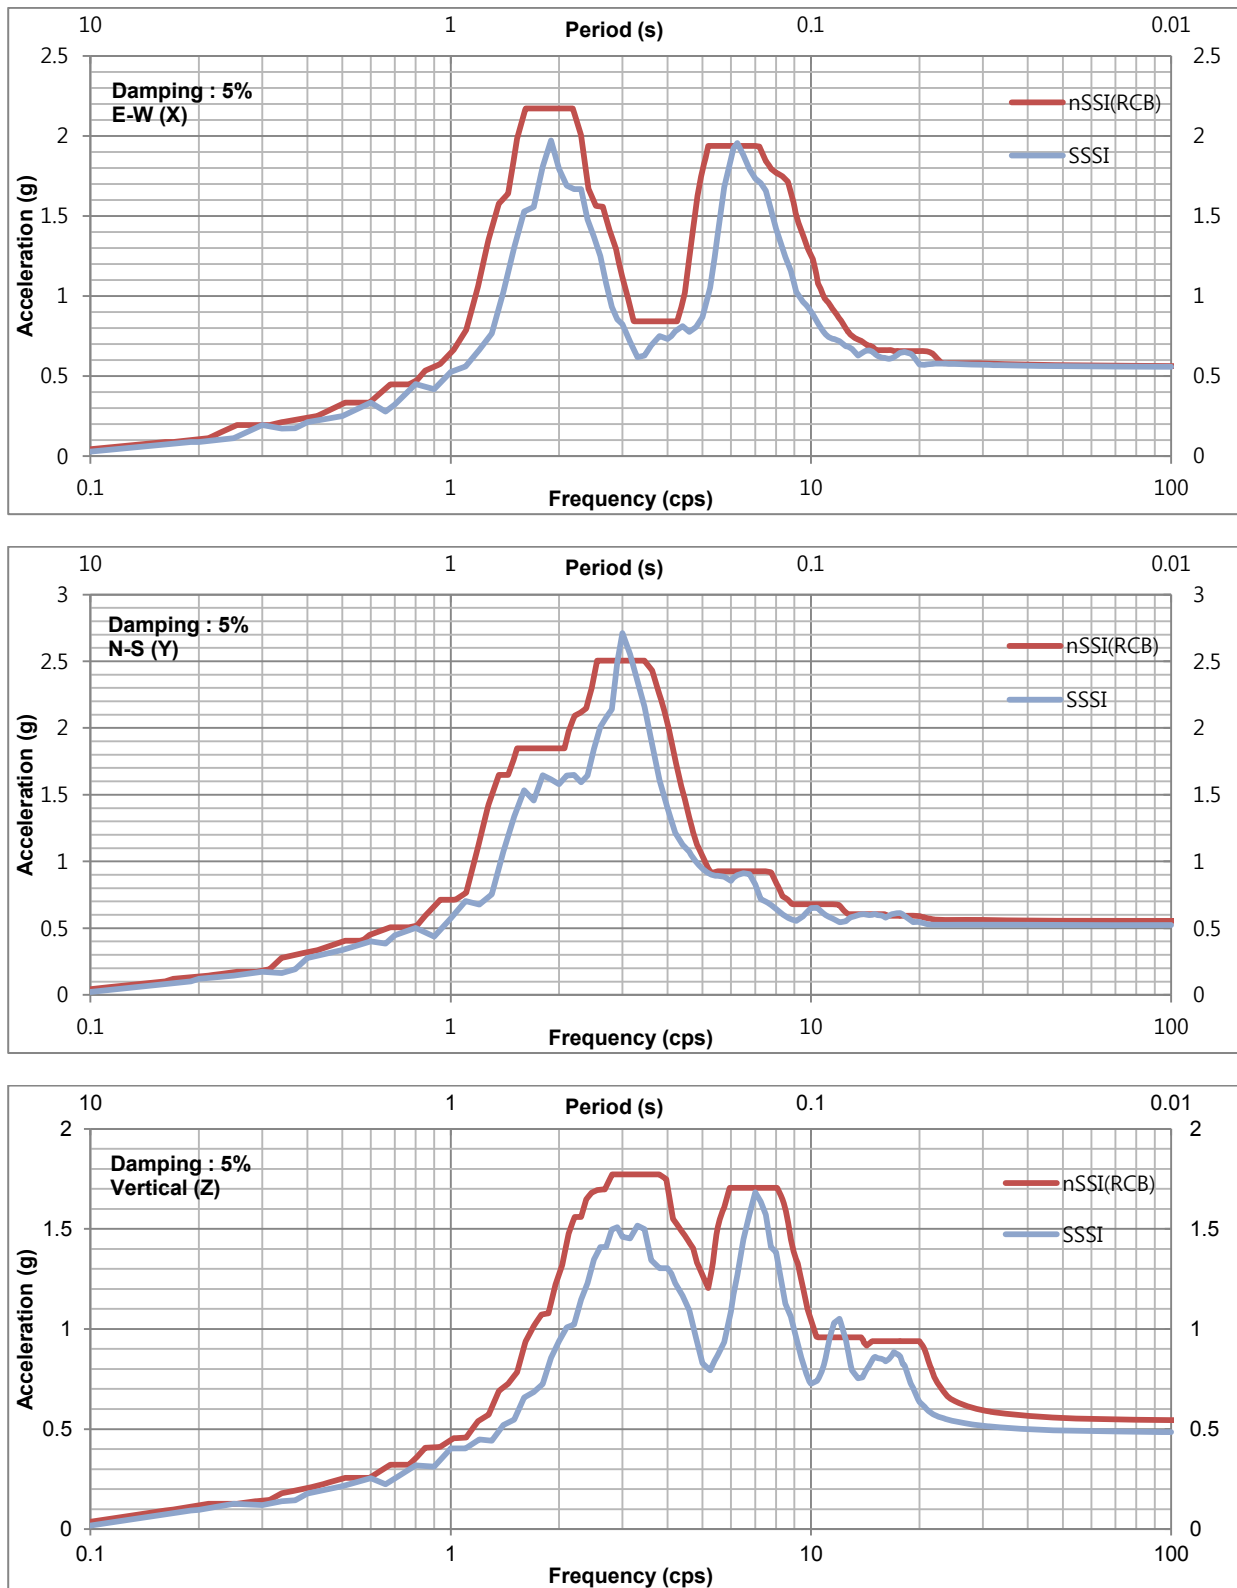 10 1 Period (s) 0.1 0.01
2.5 2.5
Damping : 5%
E-W (X)
nSSI(RCB)
2 2
SSSI
1.5 1.5
Acceleration (g)
1 1
0.5 0.5
0 0
0.1 1 10 100
Frequency (cps)
10 1 Period (s) 0.1 0.01
3 3
Damping : 5%
N-S (Y)
nSSI(RCB)
2.5 2.5
SSSI
2 2
Acceleration (g)
1.5 1.5
1 1
0.5 0.5
0 0
0.1 1 10 100
Frequency (cps)
10 1 Period (s) 0.1 0.01
2 2
Damping : 5%
Vertical (Z)
nSSI(RCB)
SSSI
1.5 1.5
Acceleration (g)
1 1
0.5 0.5
0 0
0.1 1 10 100
Frequency (cps)